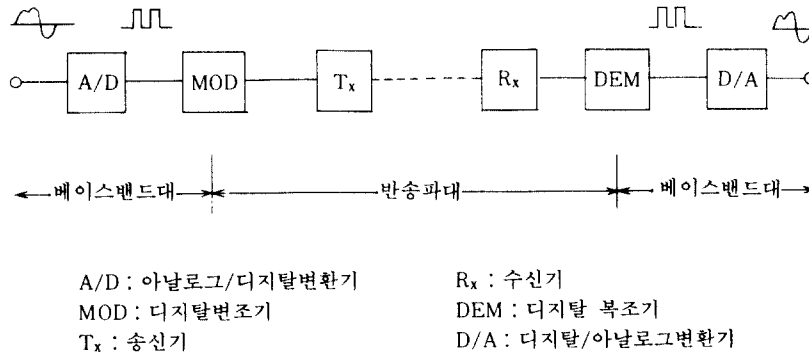 A/D MOD Tx Rx DEM D/A
베이스밴드대 반송파대 베이스밴드대
A/D : 아날로그/디지탈변환기
MOD : 디지탈변조기
Tx : 송신기
Rx : 수신기
DEM : 디지탈 복조기
D/A : 디지탈/아날로그변환기